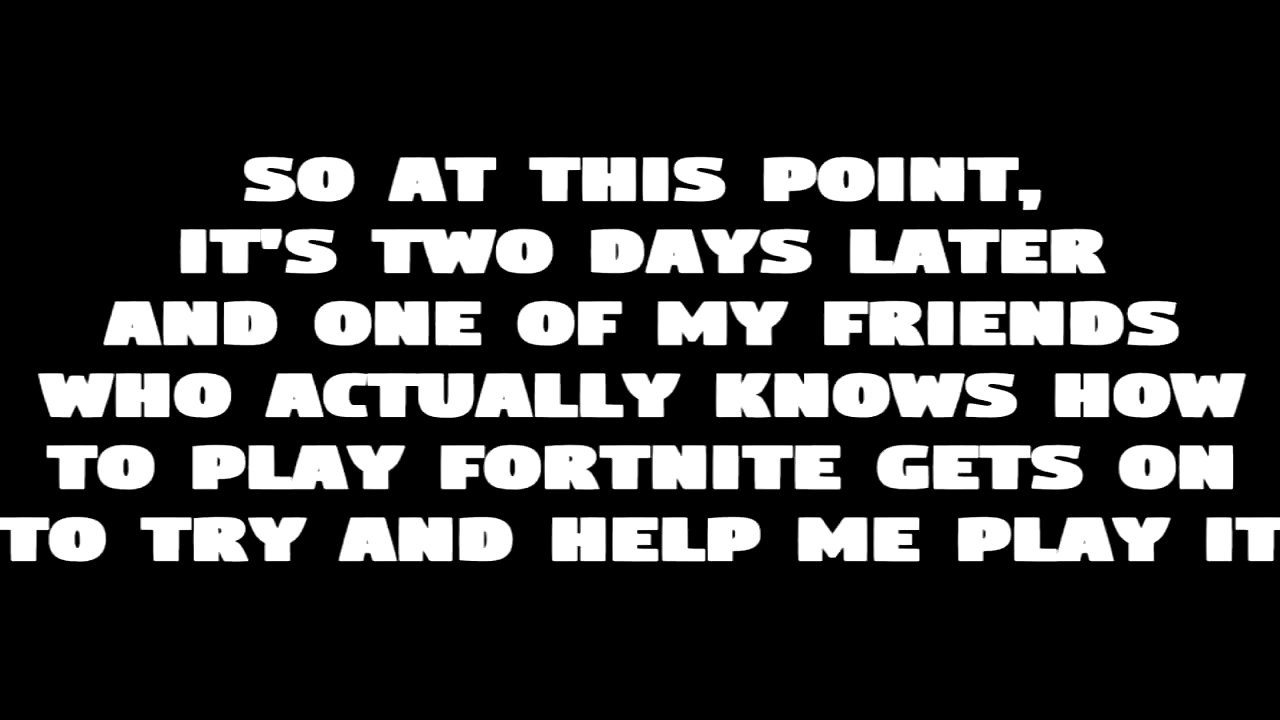 SO AT THIS POINT,
IT'S TWO DAYS LATER
AND ONE OF MY FRIENDS
WHO ACTUALLY KNOWS HOW
TO PLAY FORTNITE GETS ON
TO TRY AND HELP ME PLAY IT